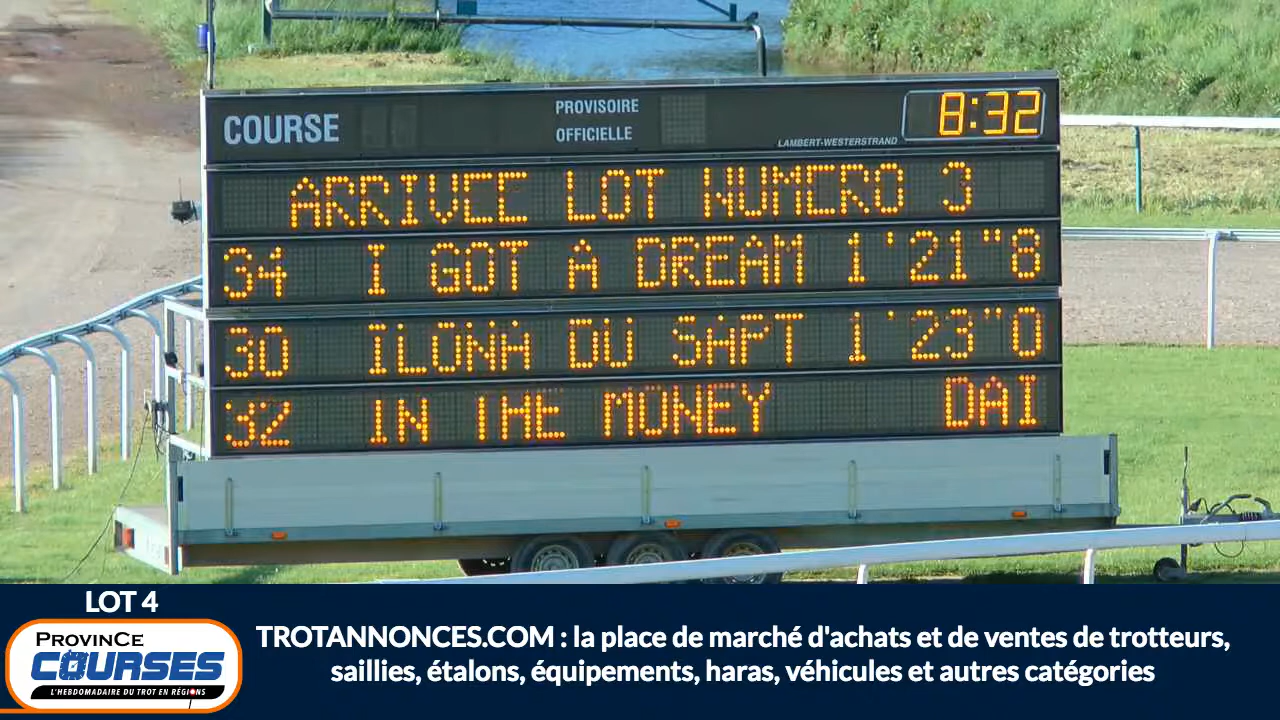 COURSE
PROVISOIRE
OFFICIELLE
LAMBERT-WESTERSTRAND
8:32
ARRIVEE LOT NUMERO 3
34 I GOT A DREAM 1'21"8
30 ILONA DU SAPT 1'23"0
32 IN THE MONEY DAI
LOT 4
PROVINCE
COURSES
L'HEBDOMADAIRE DU TROT EN RÉGIONS
TROTANNONCES.COM : la place de marché d'achats et de ventes de trotteurs,
saillies, étalons, équipements, haras, véhicules et autres catégories